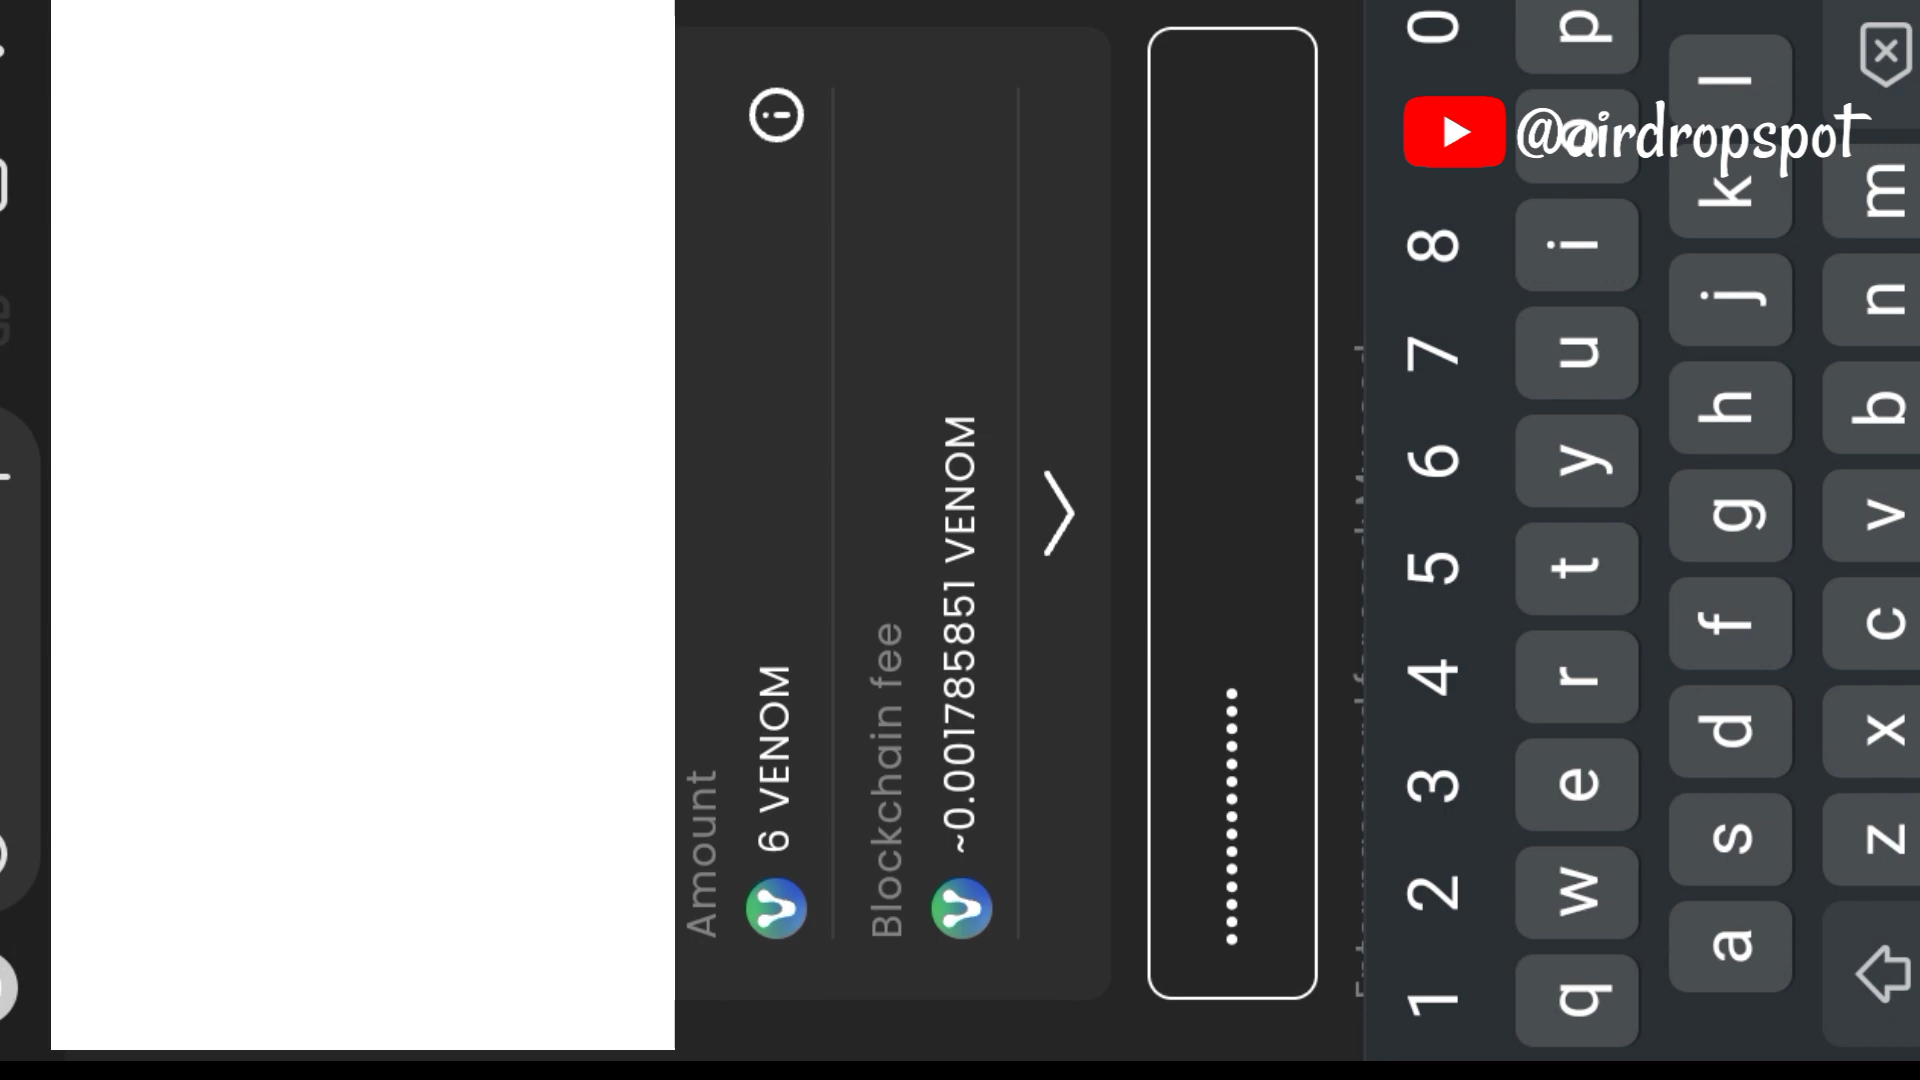 Amount
6 VENOM
Blockchain fee
~0.001785851 VENOM
•••••••••••••••
@airdropspot
1 2 3 4 5 6 7 8 0
q w e r t y u i o p
a s d f g h j k l
z x c v b n m